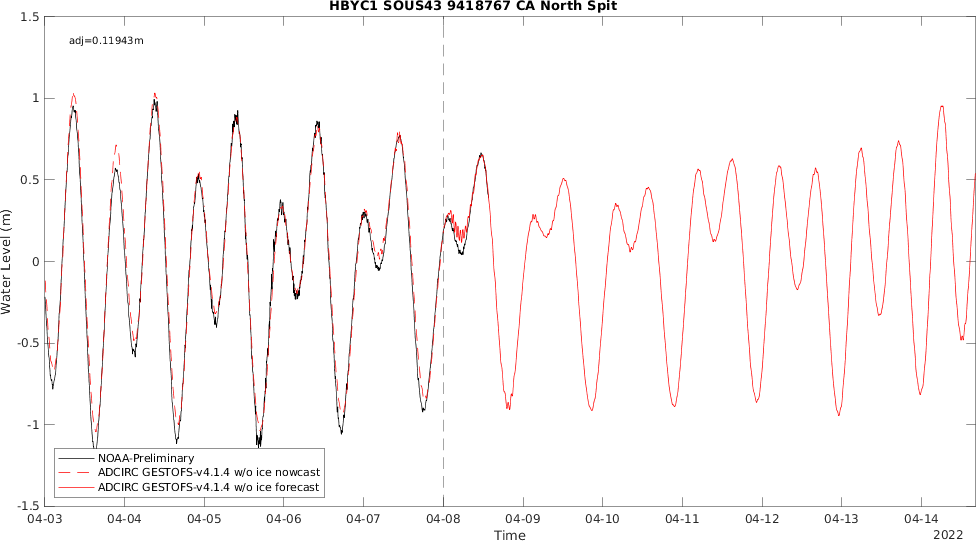 HBYC1 SOUS43 9418767 CA North Spit
adj=0.11943m
1.5
1
0.5
0
-0.5
-1
-1.5
Water Level (m)
NOAA-Preliminary
ADCIRC GESTOFS-v4.1.4 w/o ice nowcast
ADCIRC GESTOFS-v4.1.4 w/o ice forecast
04-03 04-04 04-05 04-06 04-07 04-08 04-09 04-10 04-11 04-12 04-13 04-14
Time
2022